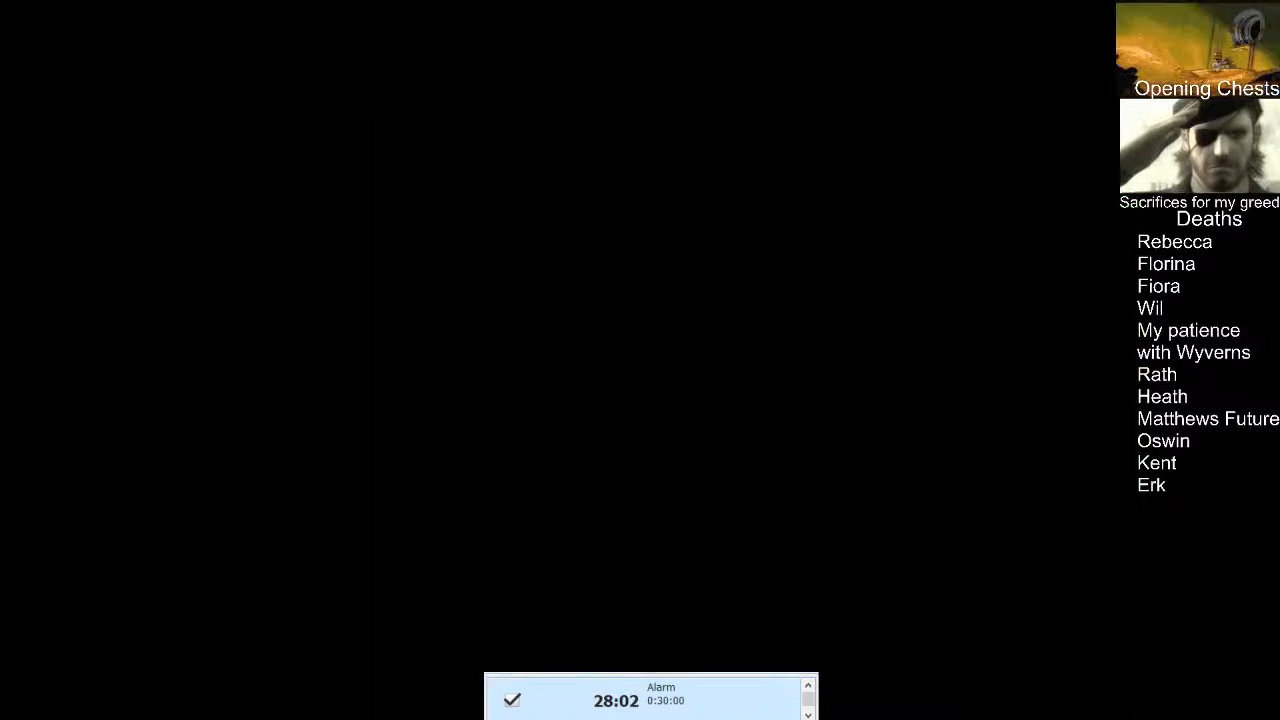 Opening Chests
Sacrifices for my greed
Deaths
Rebecca
Florina
Fiora
Wil
My patience
with Wyverns
Rath
Heath
Matthews Future
Oswin
Kent
Erk
Alarm
28:02 0:30:00